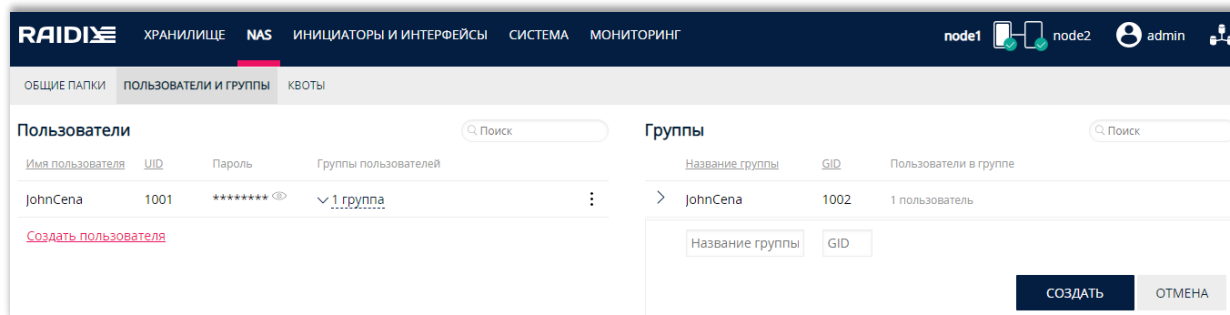 RAIDIX ХРАНИЛИЩЕ NAS ИНИЦИАТОРЫ И ИНТЕРФЕЙСЫ СИСТЕМА МОНИТОРИНГ node1 node2 admin
ОБЩИЕ ПАПКИ ПОЛЬЗОВАТЕЛИ И ГРУППЫ КВОТЫ
Пользователи Поиск
Имя пользователя UID Пароль Группы пользователей
JohnCena 1001 ******** 1 группа
Создать пользователя
Группы Поиск
Название группы GID Пользователи в группе
JohnCena 1002 1 пользователь
Название группы GID
СОЗДАТЬ ОТМЕНА